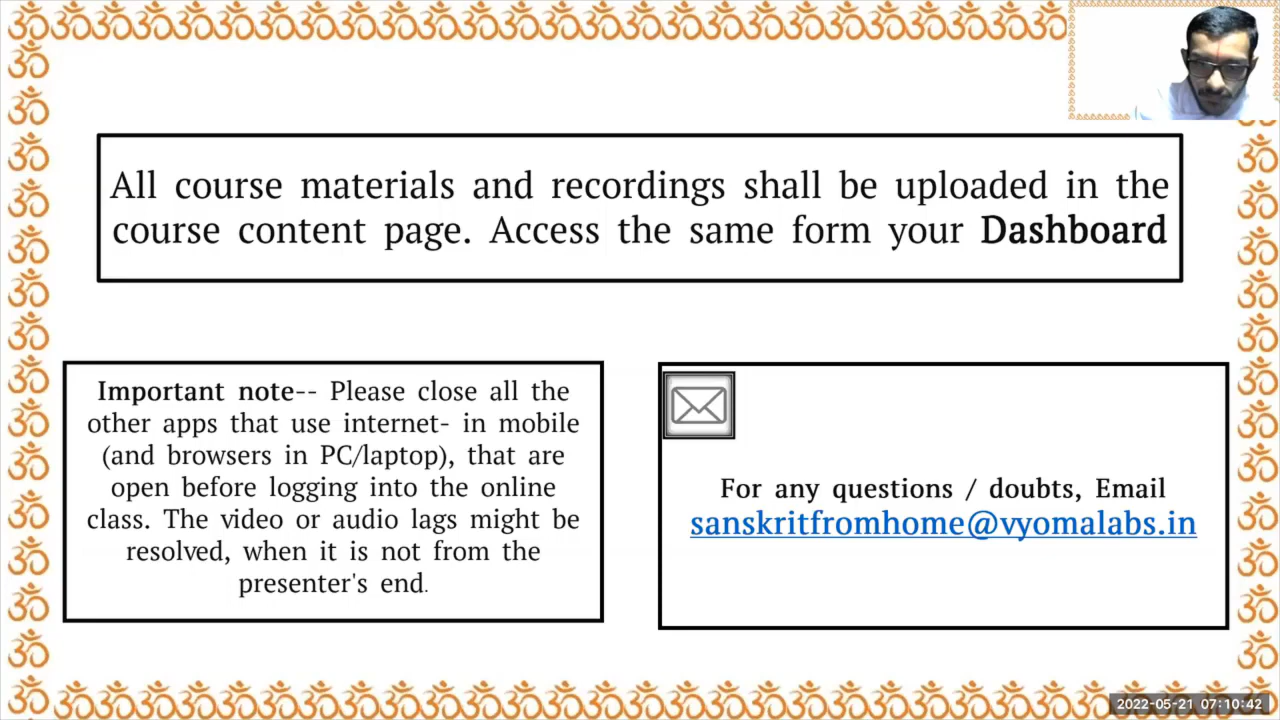 All course materials and recordings shall be uploaded in the
course content page. Access the same form your Dashboard
Important note-- Please close all the
other apps that use internet- in mobile
(and browsers in PC/laptop), that are
open before logging into the online
class. The video or audio lags might be
resolved, when it is not from the
presenter's end.
For any questions / doubts, Email
sanskritfromhome@vyomalabs.in
2022-05-21 07:10:42